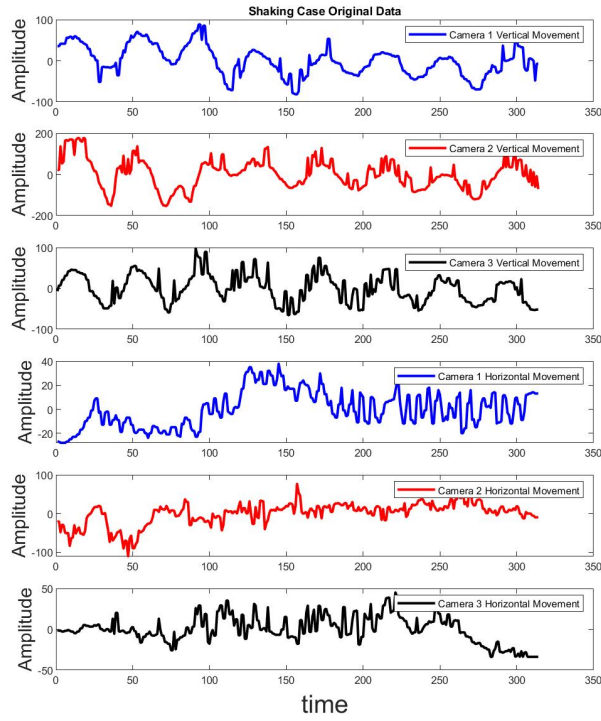 Shaking Case Original Data
100
0
-100
Amplitude
Camera 1 Vertical Movement
0 50 100 150 200 250 300 350
200
0
-200
Amplitude
Camera 2 Vertical Movement
0 50 100 150 200 250 300 350
100
0
-100
Amplitude
Camera 3 Vertical Movement
0 50 100 150 200 250 300 350
40
20
0
-20
Amplitude
Camera 1 Horizontal Movement
0 50 100 150 200 250 300 350
100
0
-100
Amplitude
Camera 2 Horizontal Movement
0 50 100 150 200 250 300 350
50
0
-50
Amplitude
Camera 3 Horizontal Movement
0 50 100 150 200 250 300 350
time